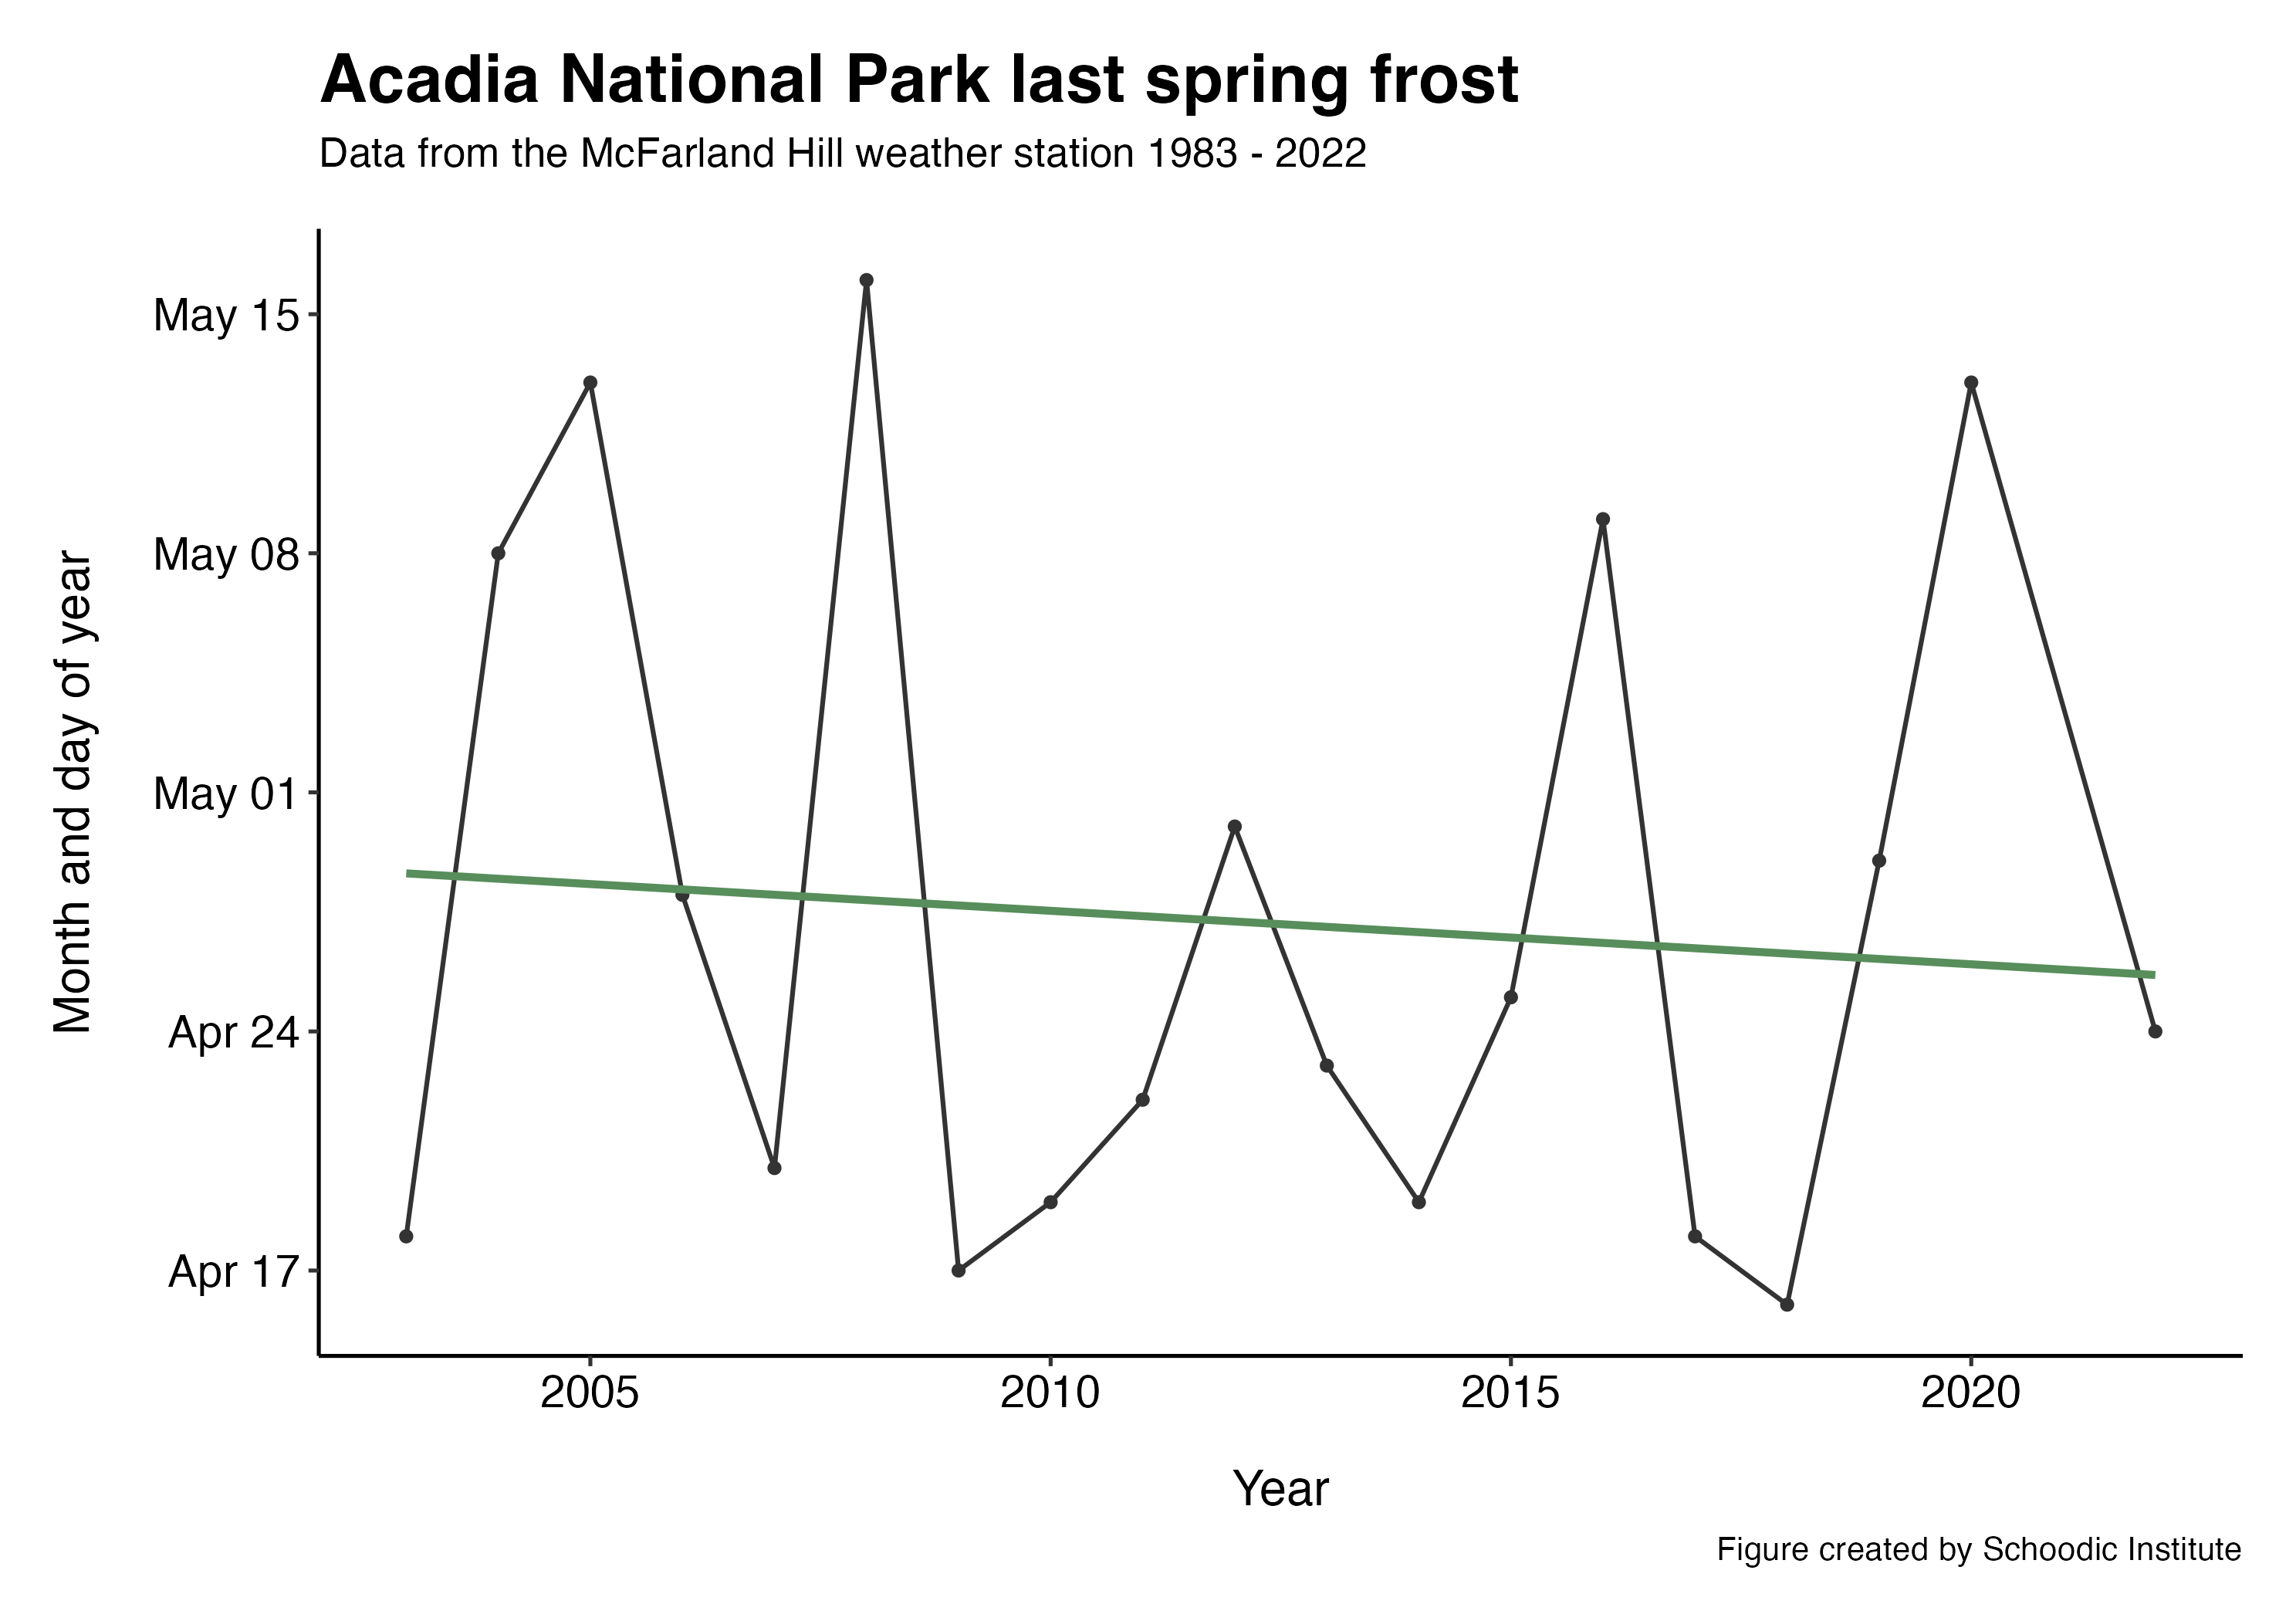 Acadia National Park last spring frost
Data from the McFarland Hill weather station 1983 - 2022
Month and day of year
May 15
May 08
May 01
Apr 24
Apr 17
2005 2010 2015 2020
Year
Figure created by Schoodic Institute